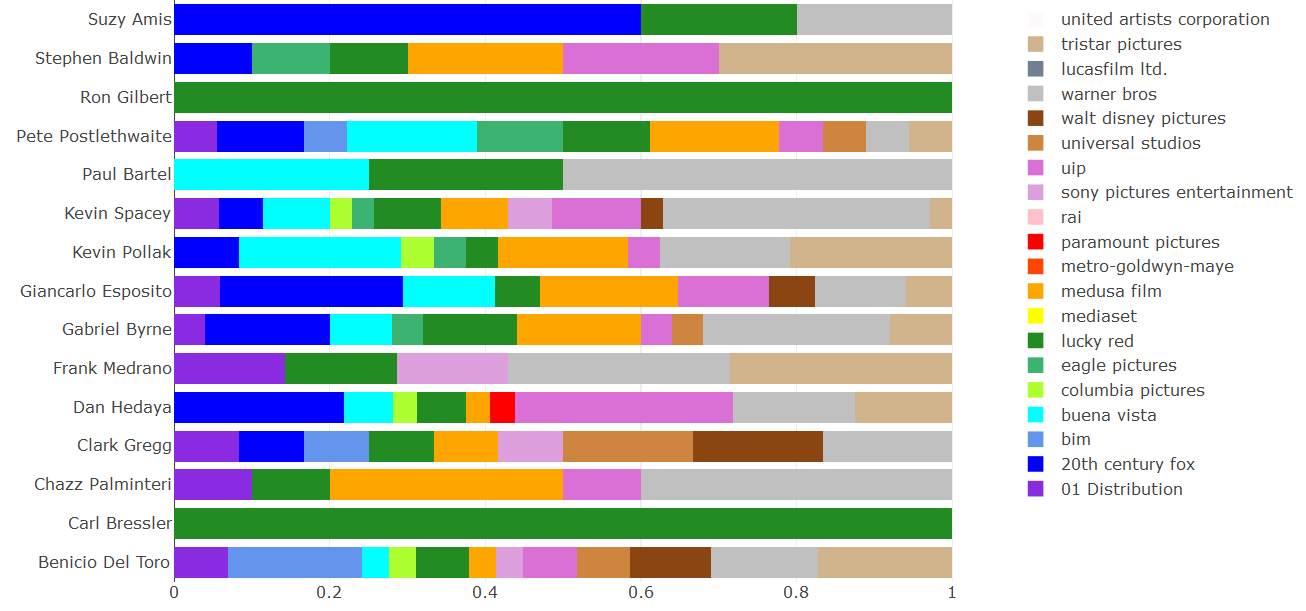 Suzy Amis
Stephen Baldwin
Ron Gilbert
Pete Postlethwaite
Paul Bartel
Kevin Spacey
Kevin Pollak
Giancarlo Esposito
Gabriel Byrne
Frank Medrano
Dan Hedaya
Clark Gregg
Chazz Palminteri
Carl Bressler
Benicio Del Toro
0 0.2 0.4 0.6 0.8 1
united artists corporation
tristar pictures
lucasfilm ltd.
warner bros
walt disney pictures
universal studios
uip
sony pictures entertainment
rai
paramount pictures
metro-goldwyn-maye
medusa film
mediaset
lucky red
eagle pictures
columbia pictures
buena vista
bim
20th century fox
01 Distribution